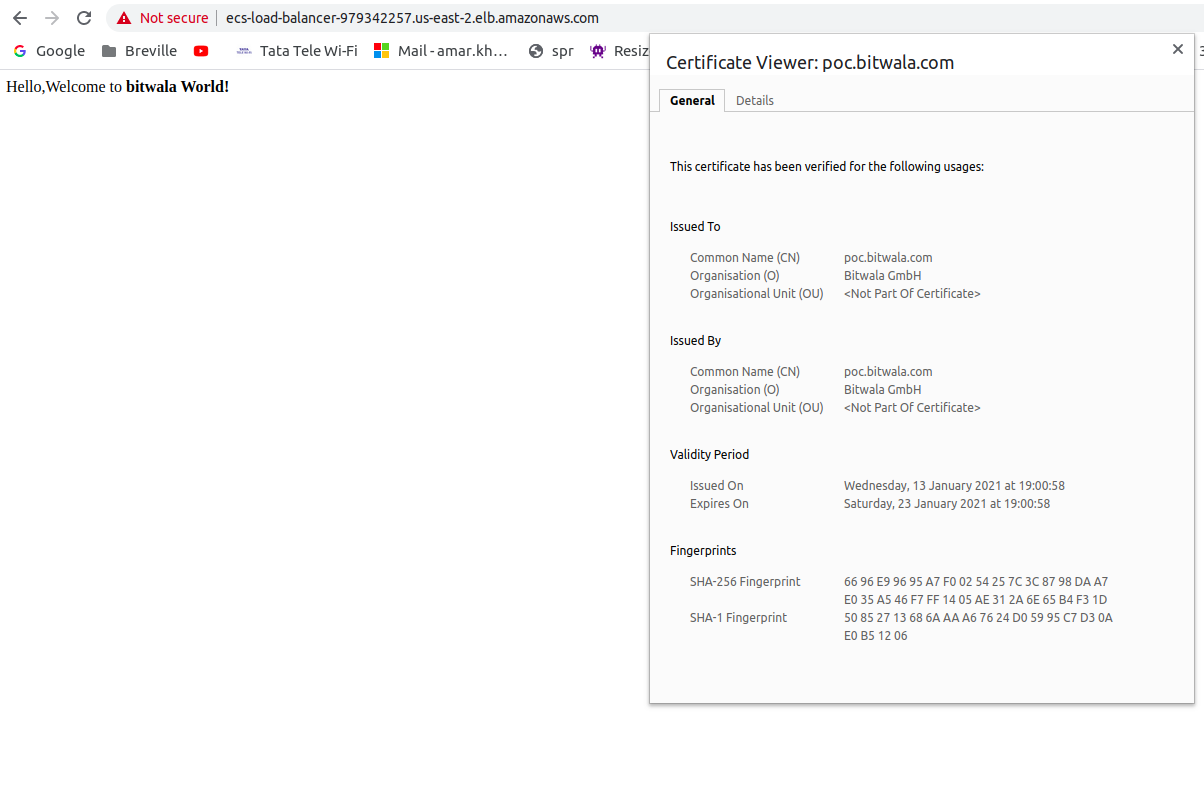 Not secure ecs-load-balancer-979342257.us-east-2.elb.amazonaws.com
Google Breville Tata Tele Wi-Fi Mail - amar.kh... spr Resiz
Hello,Welcome to bitwala World!
Certificate Viewer: poc.bitwala.com
General Details
This certificate has been verified for the following usages:
Issued To
Common Name (CN) poc.bitwala.com
Organisation (O) Bitwala GmbH
Organisational Unit (OU) <Not Part Of Certificate>
Issued By
Common Name (CN) poc.bitwala.com
Organisation (O) Bitwala GmbH
Organisational Unit (OU) <Not Part Of Certificate>
Validity Period
Issued On Wednesday, 13 January 2021 at 19:00:58
Expires On Saturday, 23 January 2021 at 19:00:58
Fingerprints
SHA-256 Fingerprint 66 96 E9 96 95 A7 F0 02 54 25 7C 3C 87 98 DA A7
E0 35 A5 46 F7 FF 14 05 AE 31 2A 6E 65 B4 F3 1D
SHA-1 Fingerprint 50 85 27 13 68 6A AA A6 76 24 D0 59 95 C7 D3 0A
E0 B5 12 06